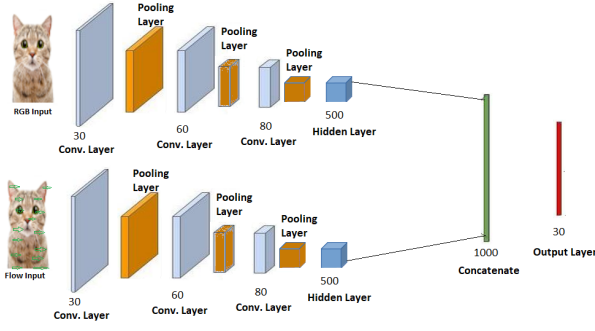 Pooling
Layer
Pooling
Layer
Pooling
Layer
RGB Input
30
Conv. Layer
60
Conv. Layer
80
Conv. Layer
500
Hidden Layer
Pooling
Layer
Pooling
Layer
Pooling
Layer
Flow Input
30
Conv. Layer
60
Conv. Layer
80
Conv. Layer
500
Hidden Layer
1000
Concatenate
30
Output Layer